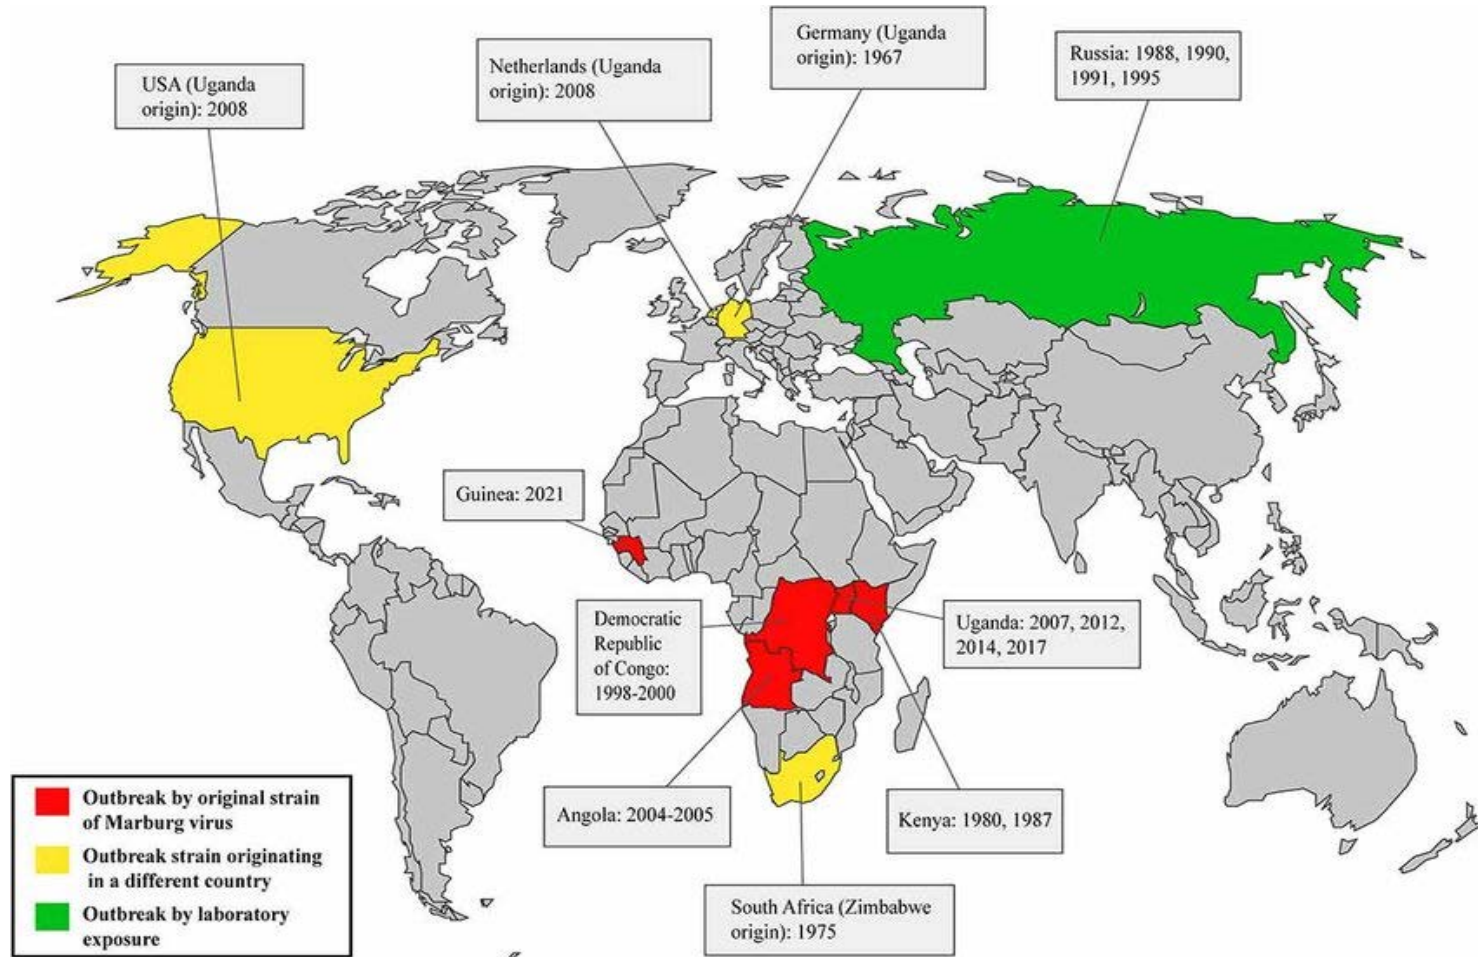 Germany (Uganda
origin): 1967
Russia: 1988, 1990,
1991, 1995
Netherlands (Uganda
origin): 2008
USA (Uganda
origin): 2008
Guinea: 2021
Democratic
Republic
of Congo:
1998-2000
Uganda: 2007, 2012,
2014, 2017
Angola: 2004-2005
Kenya: 1980, 1987
South Africa (Zimbabwe
origin): 1975
Outbreak by original strain
of Marburg virus
Outbreak strain originating
in a different country
Outbreak by laboratory
exposure